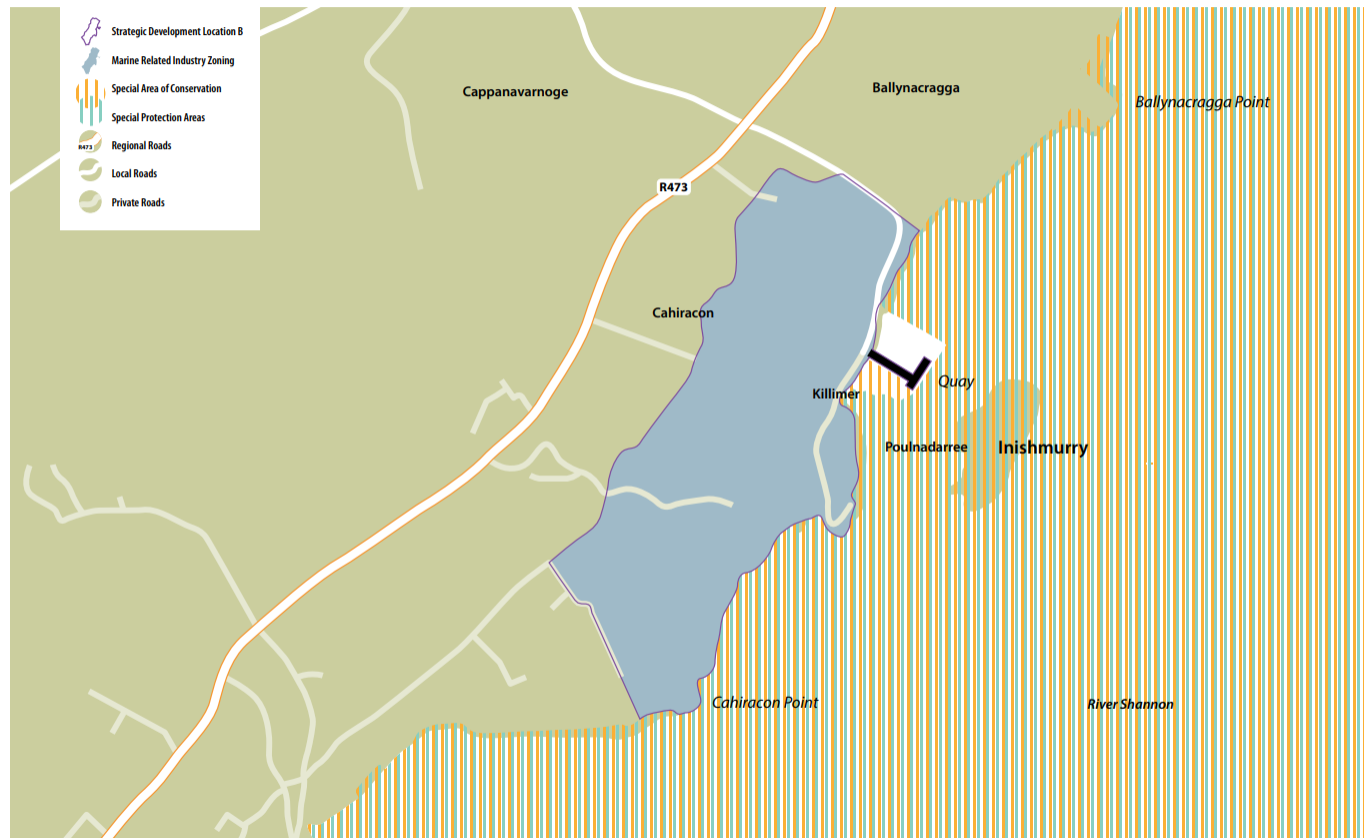 Strategic Development Location B
Marine Related Industry Zoning
Special Area of Conservation
Special Protection Areas
R473
Regional Roads
Local Roads
Private Roads
Cappanavarnoge
Ballynacragga
Ballynacragga Point
R473
Cahiracon
Quay
Killimer
Poulnadarree
Inishmurry
Cahiracon Point
River Shannon